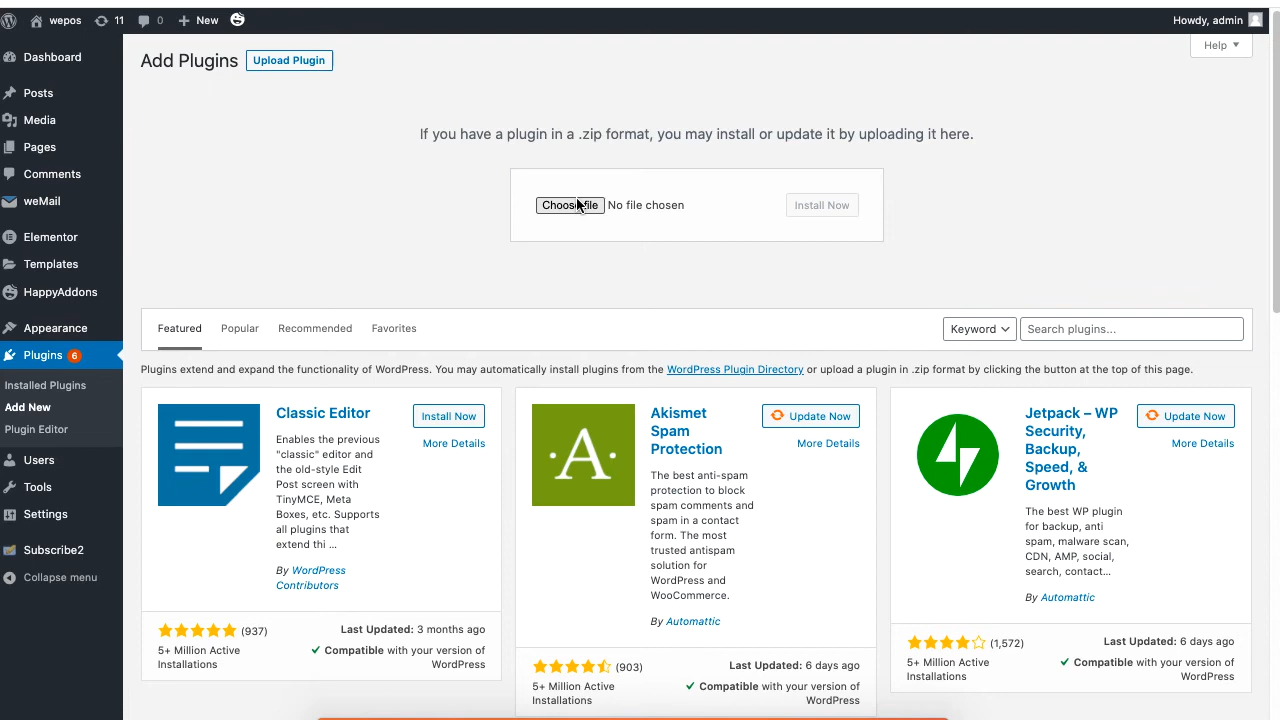 wepos 11 0 New Howdy, admin
Dashboard
Posts
Media
Pages
Comments
weMail
Elementor
Templates
HappyAddons
Appearance
Plugins 6
Installed Plugins
Add New
Plugin Editor
Users
Tools
Settings
Subscribe2
Collapse menu
Help
Add Plugins Upload Plugin
If you have a plugin in a .zip format, you may install or update it by uploading it here.
Choose file No file chosen Install Now
Featured Popular Recommended Favorites Keyword Search plugins...
Plugins extend and expand the functionality of WordPress. You may automatically install plugins from the WordPress Plugin Directory or upload a plugin in .zip format by clicking the button at the top of this page.
Classic Editor
Install Now
More Details
Enables the previous
"classic" editor and
the old-style Edit
Post screen with
TinyMCE, Meta
Boxes, etc. Supports
all plugins that
extend thi ...
By WordPress
Contributors
(937)
5+ Million Active
Installations
Last Updated: 3 months ago
Compatible with your version of
WordPress
·A·
Akismet
Spam
Protection
Update Now
More Details
The best anti-spam
protection to block
spam comments and
spam in a contact
form. The most
trusted antispam
solution for
WordPress and
WooCommerce.
By Automattic
(903)
5+ Million Active
Installations
Last Updated: 6 days ago
Compatible with your version of
WordPress
Jetpack – WP
Security,
Backup,
Speed, &
Growth
Update Now
More Details
The best WP plugin
for backup, anti
spam, malware scan,
CDN, AMP, social,
search, contact...
By Automattic
(1,572)
5+ Million Active
Installations
Last Updated: 6 days ago
Compatible with your version of
WordPress